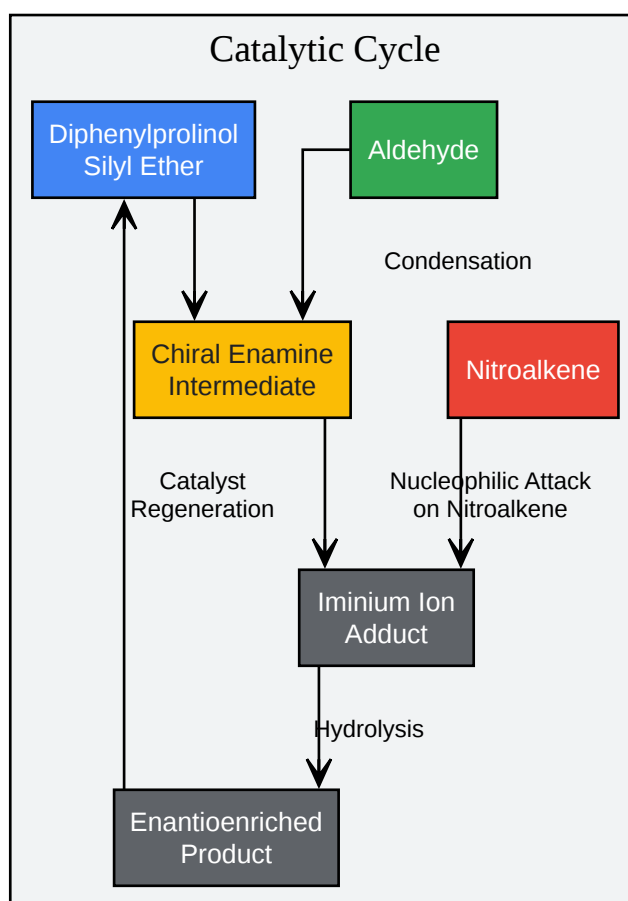 Catalytic Cycle
Diphenylprolinol
Silyl Ether
Aldehyde
Condensation
Chiral Enamine
Intermediate
Nitroalkene
Catalyst
Regeneration
Nucleophilic Attack
on Nitroalkene
Iminium Ion
Adduct
Hydrolysis
Enantioenriched
Product